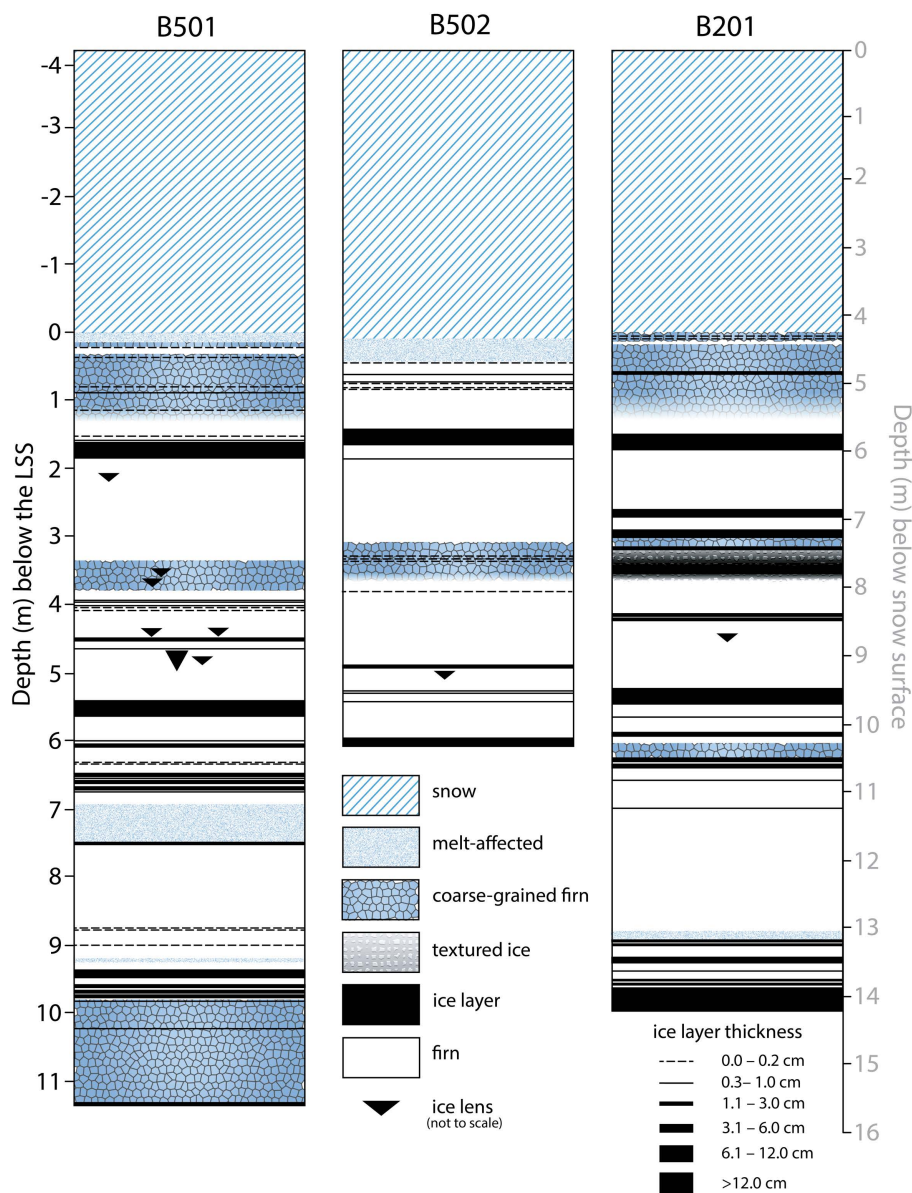 B501
B502
B201
-4
-3
-2
-1
0
1
2
3
4
5
6
7
8
9
10
11
Depth (m) below the LSS
0
1
2
3
4
5
6
7
8
9
10
11
12
13
14
15
16
Depth (m) below snow surface
snow
melt-affected
coarse-grained firn
textured ice
ice layer
firn
ice lens
(not to scale)
ice layer thickness
0.0 – 0.2 cm
0.3– 1.0 cm
1.1 – 3.0 cm
3.1 – 6.0 cm
6.1 – 12.0 cm
>12.0 cm